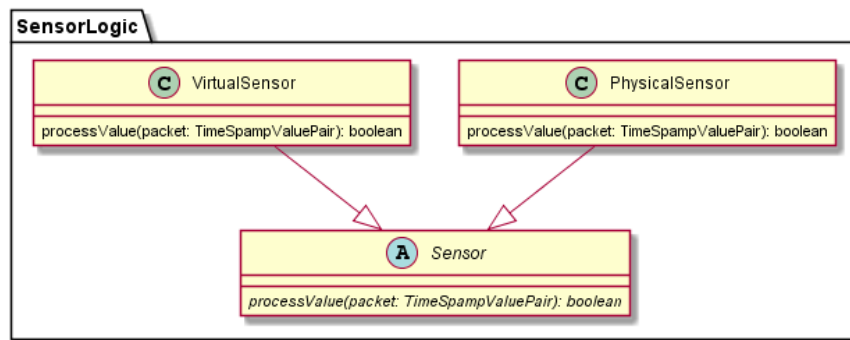 SensorLogic
C VirtualSensor
processValue(packet: TimeSpampValuePair): boolean
C PhysicalSensor
processValue(packet: TimeSpampValuePair): boolean
A Sensor
processValue(packet: TimeSpampValuePair): boolean